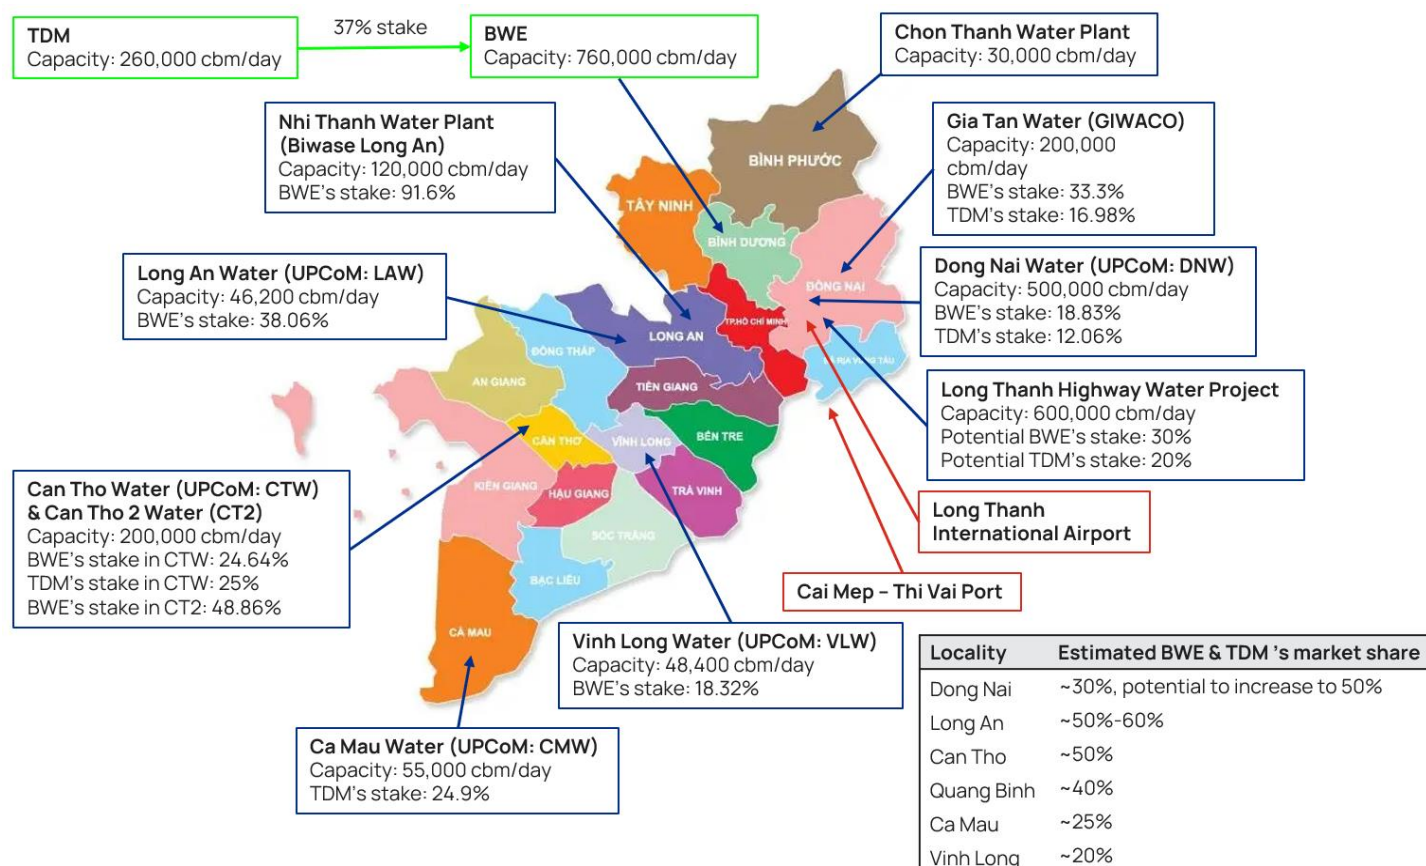 TDM
Capacity: 260,000 cbm/day
37% stake
BWE
Capacity: 760,000 cbm/day
Chon Thanh Water Plant
Capacity: 30,000 cbm/day
Nhi Thanh Water Plant
(Biwase Long An)
Capacity: 120,000 cbm/day
BWE's stake: 91.6%
Gia Tan Water (GIWACO)
Capacity: 200,000
cbm/day
BWE's stake: 33.3%
TDM's stake: 16.98%
Long An Water (UPCoM: LAW)
Capacity: 46,200 cbm/day
BWE's stake: 38.06%
Dong Nai Water (UPCoM: DNW)
Capacity: 500,000 cbm/day
BWE's stake: 18.83%
TDM's stake: 12.06%
Long Thanh Highway Water Project
Capacity: 600,000 cbm/day
Potential BWE's stake: 30%
Potential TDM's stake: 20%
BÌNH PHƯỚC
TÂY NINH
BÌNH DƯƠNG
ĐỒNG NAI
TP.HỒ CHÍ MINH
LONG AN
BÀ RỊA VŨNG TÀU
ĐỒNG THÁP
AN GIANG
TIỀN GIANG
BẾN TRE
CẦN THƠ
VĨNH LONG
KIÊN GIANG
HẬU GIANG
TRÀ VINH
SÓC TRĂNG
BẠC LIÊU
CÀ MAU
Can Tho Water (UPCoM: CTW)
& Can Tho 2 Water (CT2)
Capacity: 200,000 cbm/day
BWE's stake in CTW: 24.64%
TDM's stake in CTW: 25%
BWE's stake in CT2: 48.86%
Long Thanh
International Airport
Cai Mep – Thi Vai Port
Vinh Long Water (UPCoM: VLW)
Capacity: 48,400 cbm/day
BWE's stake: 18.32%
Ca Mau Water (UPCoM: CMW)
Capacity: 55,000 cbm/day
TDM's stake: 24.9%
Locality Estimated BWE & TDM 's market share
Dong Nai ~30%, potential to increase to 50%
Long An ~50%-60%
Can Tho ~50%
Quang Binh ~40%
Ca Mau ~25%
Vinh Long ~20%